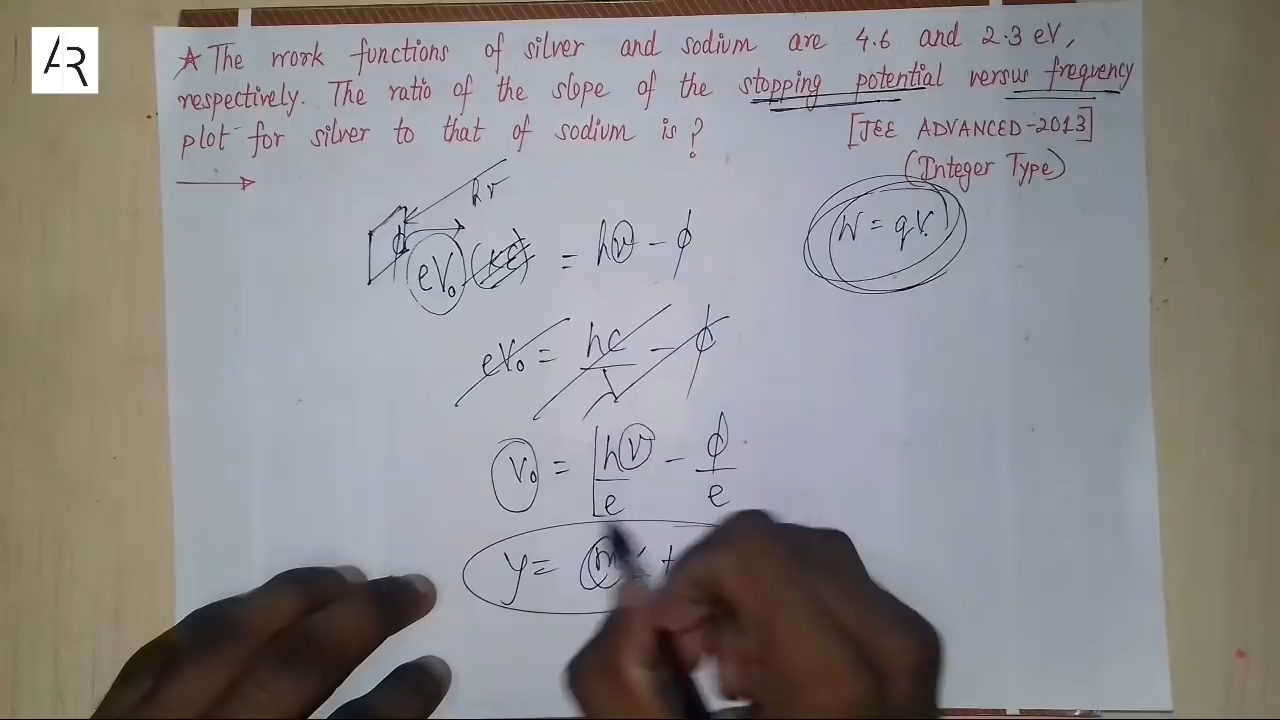 AR
★ The work functions of silver and sodium are 4.6 and 2.3 eV,
respectively. The ratio of the slope of the stopping potential versus frequency
plot for silver to that of sodium is?
[JEE ADVANCED-2013]
(Integer Type)
hν
ϕ
eV₀ (KE) = hν - ϕ
W = qV
eV₀ = hc/λ - ϕ
V₀ = hν/e - ϕ/e
y = mx +